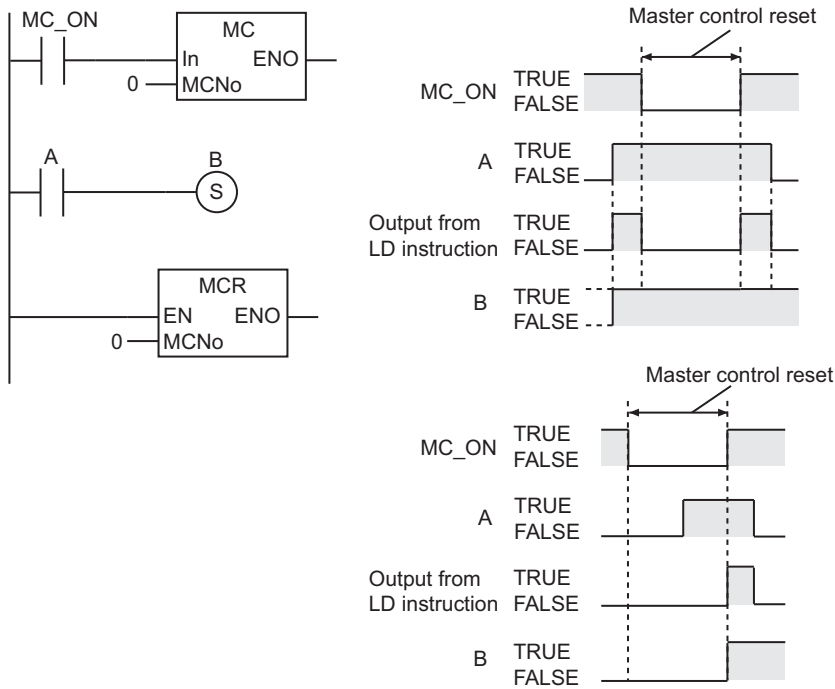 MC_ON
MC
In ENO
0 MCNo
A B
S
MCR
EN ENO
0 MCNo
Master control reset
MC_ON TRUE
FALSE
A TRUE
FALSE
Output from TRUE
LD instruction FALSE
B TRUE
FALSE
Master control reset
MC_ON TRUE
FALSE
A TRUE
FALSE
Output from TRUE
LD instruction FALSE
B TRUE
FALSE